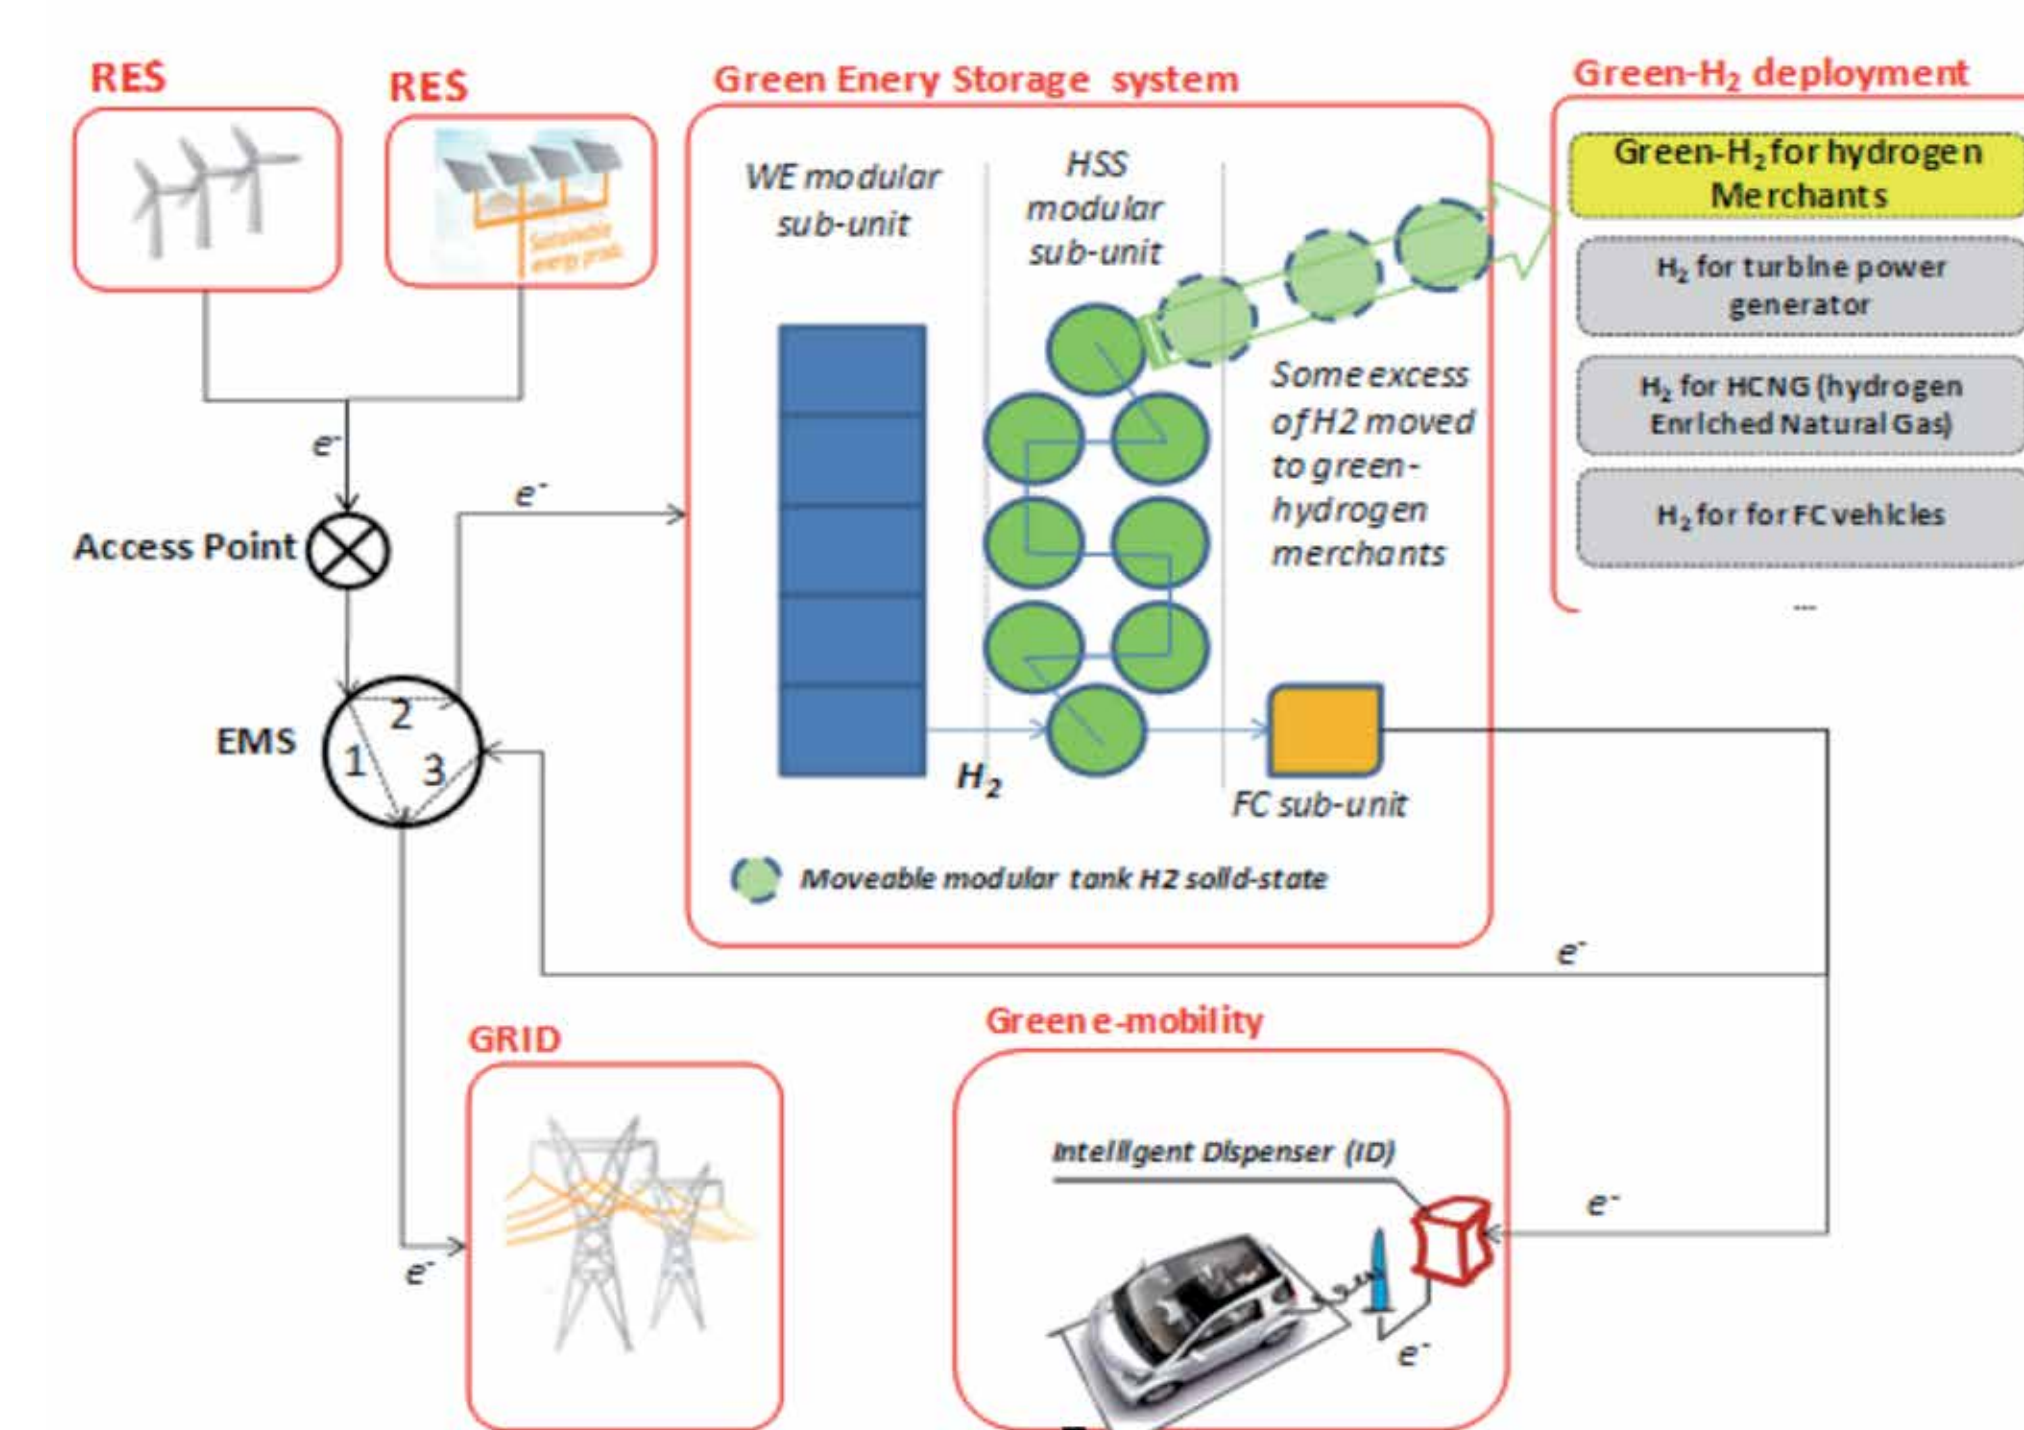 RES
RES
Green Enery Storage system
Green-H₂ deployment
WE modular
sub-unit
HSS
modular
sub-unit
Green-H₂ for hydrogen
Merchants
H₂ for turbine power
generator
H₂ for HCNG (hydrogen
Enriched Natural Gas)
H₂ for for FC vehicles
...
Sustainable
energy prod.
Some excess
of H2 moved
to green-
hydrogen
merchants
e⁻
e⁻
Access Point
EMS
1
2
3
H₂
FC sub-unit
Moveable modular tank H2 solid-state
e⁻
GRID
Green e-mobility
Intelligent Dispenser (ID)
e⁻
e⁻
e⁻